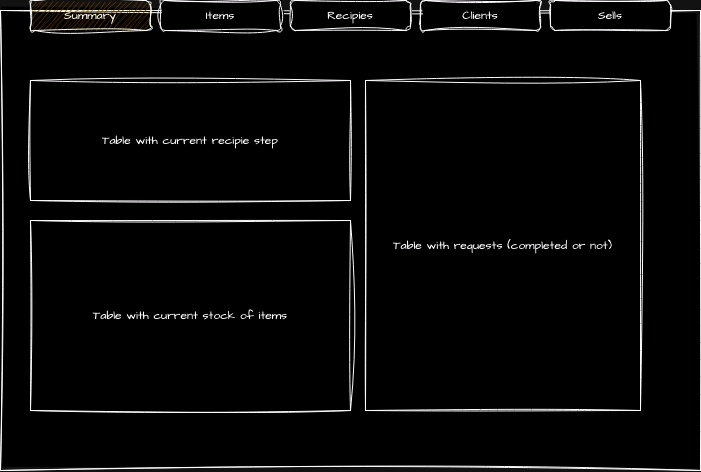 Summary
Items
Recipies
Clients
Sells
Table with current recipie step
Table with requests (completed or not)
Table with current stock of items